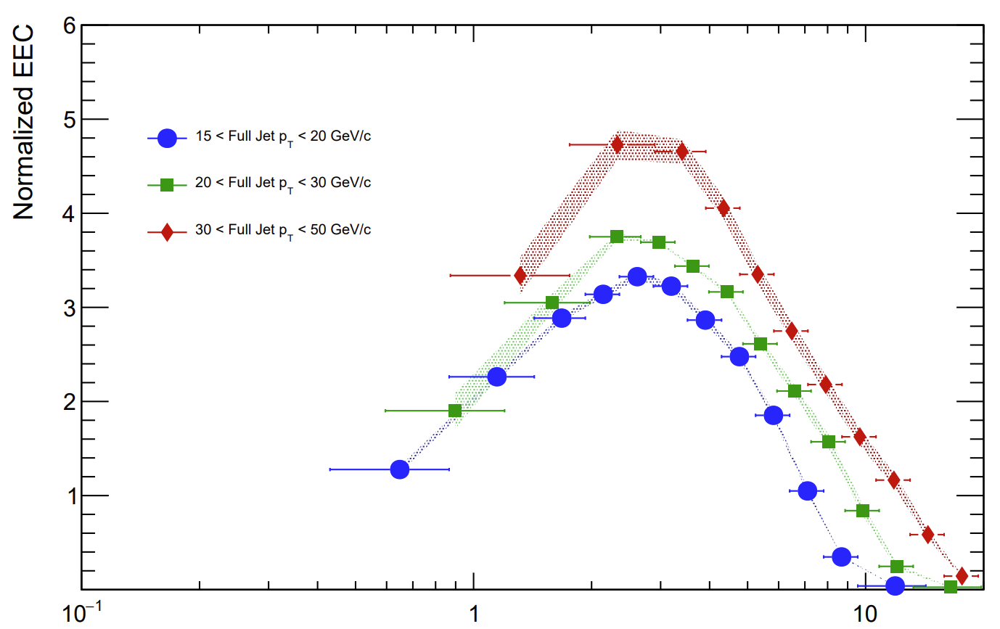 Normalized EEC
6
5
4
3
2
1
15 < Full Jet p_T < 20 GeV/c
20 < Full Jet p_T < 30 GeV/c
30 < Full Jet p_T < 50 GeV/c
10⁻¹ 1 10